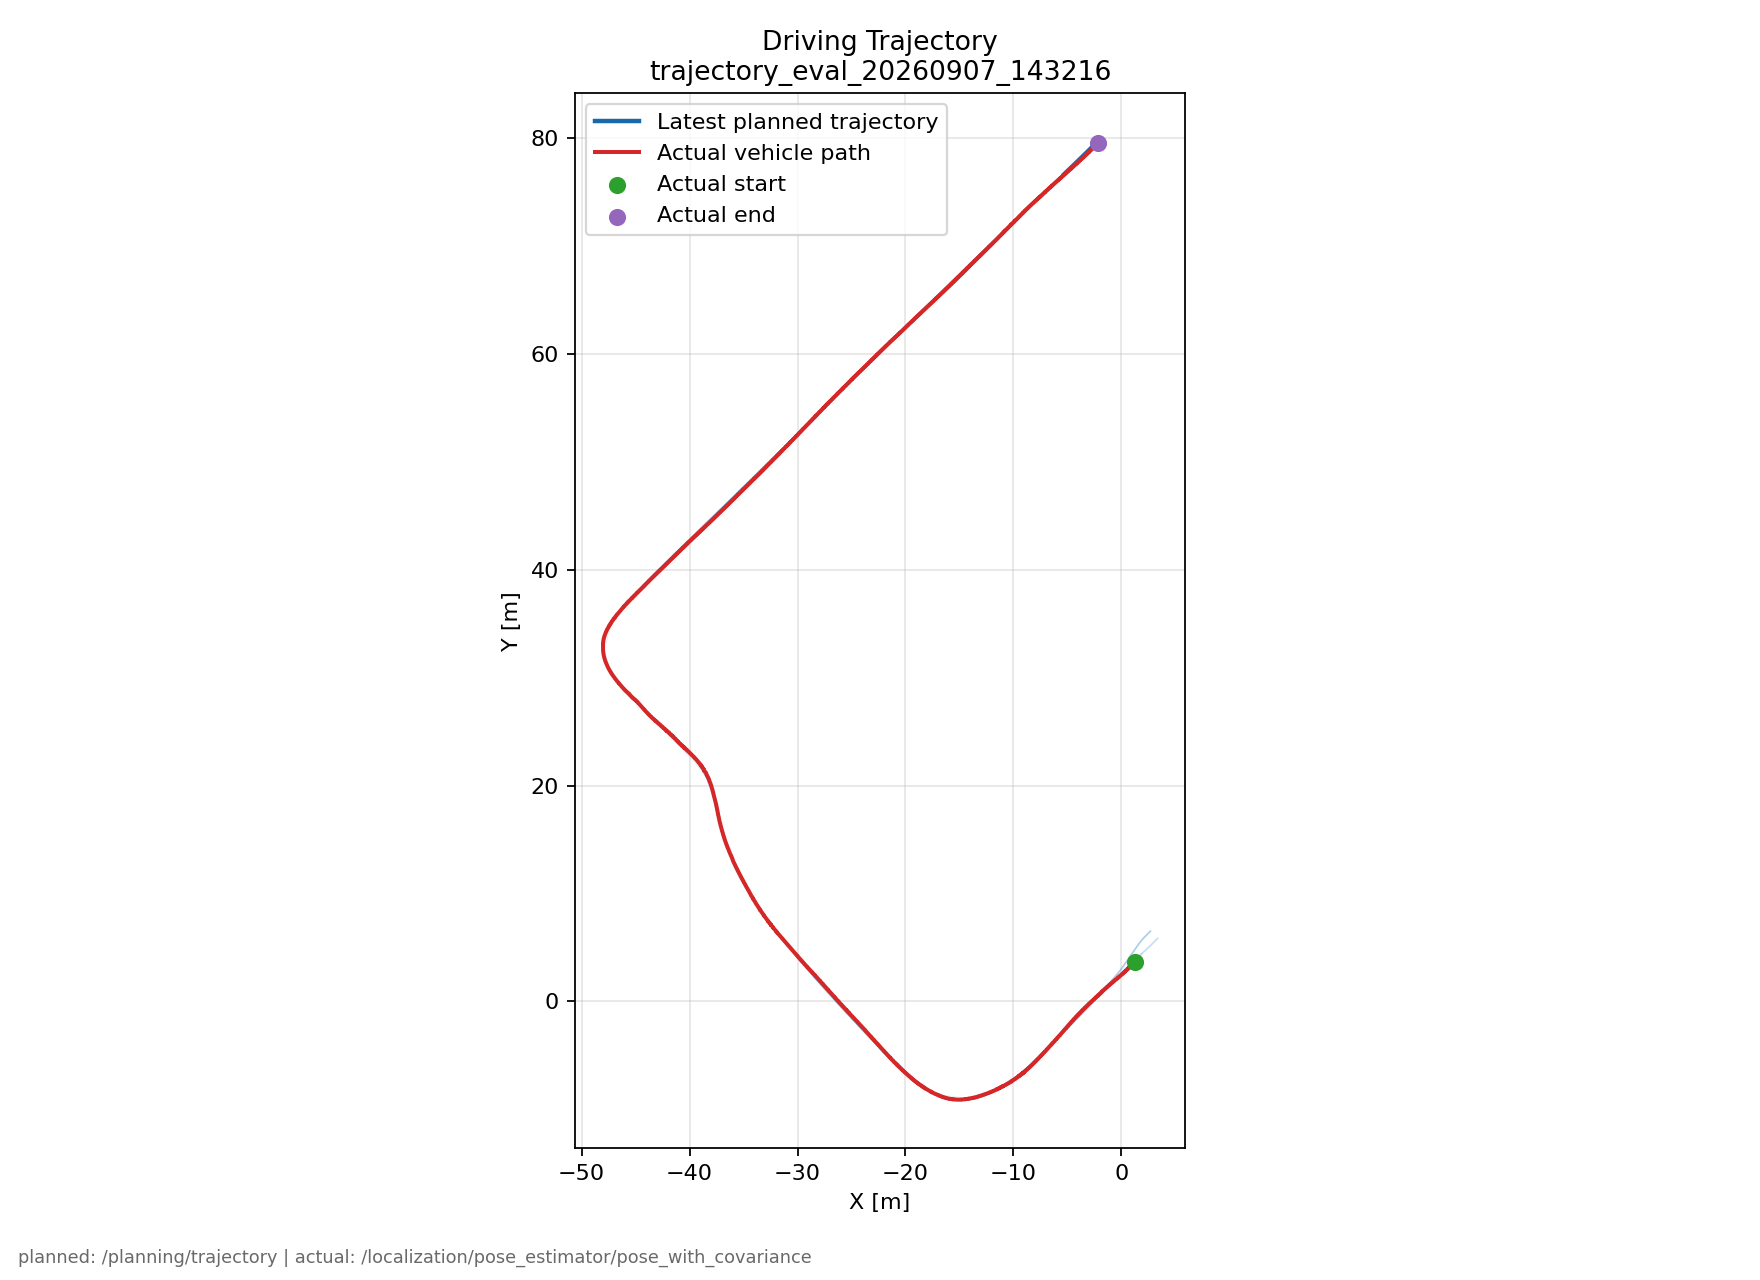 Driving Trajectory
trajectory_eval_20260907_143216
Latest planned trajectory
Actual vehicle path
Actual start
Actual end
80
60
40
20
0
Y [m]
−50
−40
−30
−20
−10
0
X [m]
planned: /planning/trajectory | actual: /localization/pose_estimator/pose_with_covariance